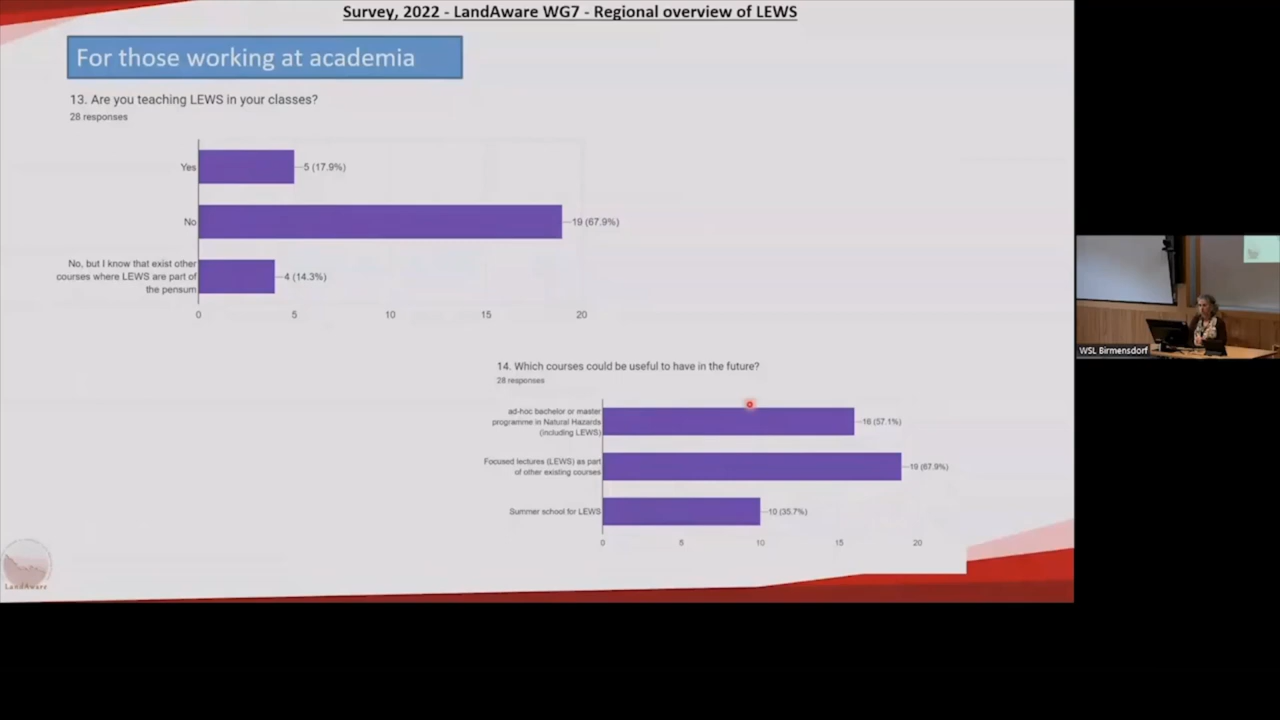 Survey, 2022 - LandAware WG7 - Regional overview of LEWS
For those working at academia
13. Are you teaching LEWS in your classes?
28 responses
Yes
5 (17.9%)
No
19 (67.9%)
No, but I know that exist other
courses where LEWS are part of
the pensum
4 (14.3%)
0 5 10 15 20
14. Which courses could be useful to have in the future?
28 responses
ad-hoc bachelor or master
programme in Natural Hazards
(including LEWS)
16 (57.1%)
Focused lectures (LEWS) as part
of other existing courses
19 (67.9%)
Summer school for LEWS
10 (35.7%)
0 5 10 15 20
LandAware
WSL Birmensdorf